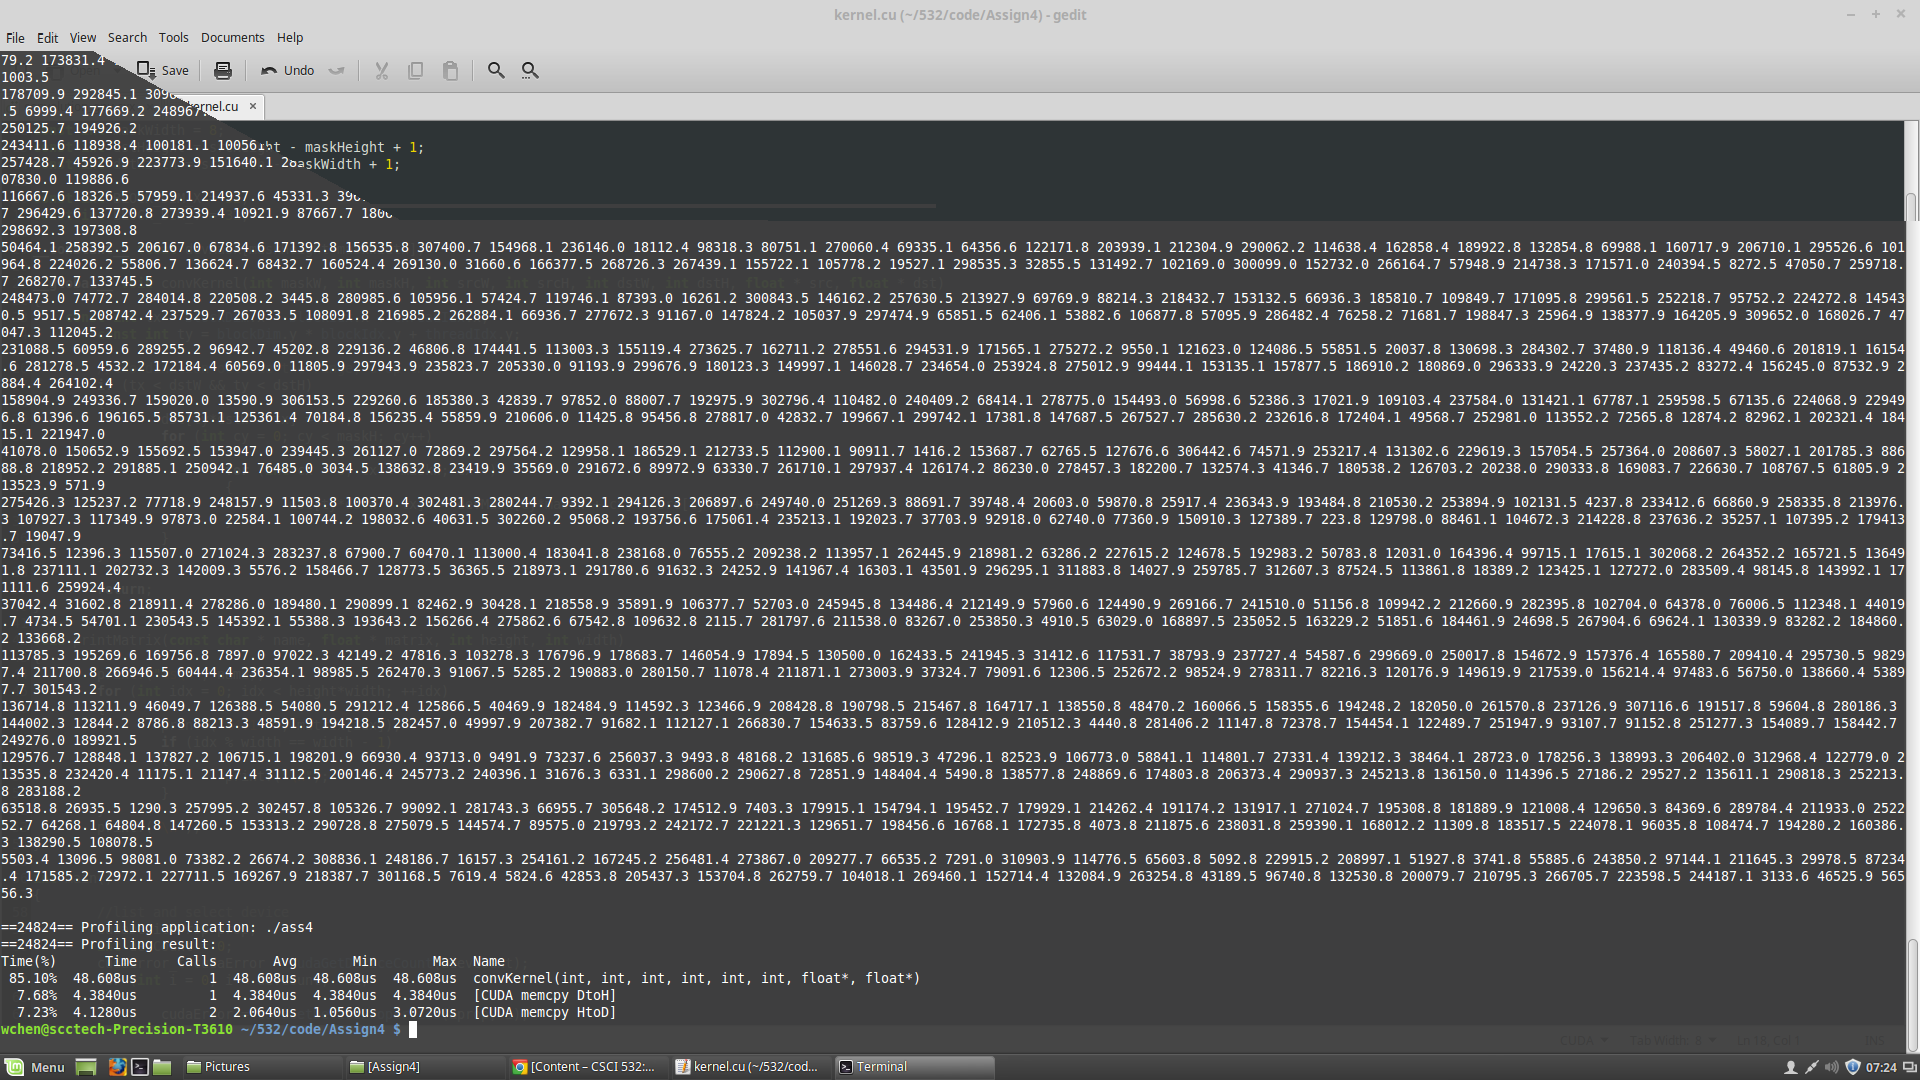 kernel.cu (~/532/code/Assign4) - gedit
File Edit View Search Tools Documents Help
79.2 173831.4
Save Undo
1003.5
178709.9 292845.1 309
kernel.cu ×
.5 6999.4 177669.2 248967.
250125.7 194926.2
243411.6 118938.4 100181.1 10056. ht - maskHeight + 1;
257428.7 45926.9 223773.9 151640.1 2 maskWidth + 1;
07830.0 119886.6
116667.6 18326.5 57959.1 214937.6 45331.3 396
7 296429.6 137720.8 273939.4 10921.9 87667.7 1806
298692.3 197308.8
50464.1 258392.5 206167.0 67834.6 171392.8 156535.8 307400.7 154968.1 236146.0 18112.4 98318.3 80751.1 270060.4 69335.1 64356.6 122171.8 203939.1 212304.9 290062.2 114638.4 162858.4 189922.8 132854.8 69988.1 160717.9 206710.1 295526.6 101
964.8 224026.2 55806.7 136624.7 68432.7 160524.4 269130.0 31660.6 166377.5 268726.3 267439.1 155722.1 105778.2 19527.1 298535.3 32855.5 131492.7 102169.0 300099.0 152732.0 266164.7 57948.9 214738.3 171571.0 240394.5 8272.5 47050.7 259718.
7 268270.7 133745.5
248473.0 74772.7 284014.8 220508.2 3445.8 280985.6 105956.1 57424.7 119746.1 87393.0 16261.2 300843.5 146162.2 257630.5 213927.9 69769.9 88214.3 218432.7 153132.5 66936.3 185810.7 109849.7 171095.8 299561.5 252218.7 95752.2 224272.8 14543
0.5 9517.5 208742.4 237529.7 267033.5 108091.8 216985.2 262884.1 66936.7 277672.3 91167.0 147824.2 105037.9 297474.9 65851.5 62406.1 53882.6 106877.8 57095.9 286482.4 76258.2 71681.7 198847.3 25964.9 138377.9 164205.9 309652.0 168026.7 47
047.3 112045.2
231088.5 60959.6 289255.2 96942.7 45202.8 229136.2 46806.8 174441.5 113003.3 155119.4 273625.7 162711.2 278551.6 294531.9 171565.1 275272.2 9550.1 121623.0 124086.5 55851.5 20037.8 130698.3 284302.7 37480.9 118136.4 49460.6 201819.1 16154
.6 281278.5 4532.2 172184.4 60569.0 11805.9 297943.9 235823.7 205330.0 91193.9 299676.9 180123.3 149997.1 146028.7 234654.0 253924.8 275012.9 99444.1 153135.1 157877.5 186910.2 180869.0 296333.9 24220.3 237435.2 83272.4 156245.0 87532.9 2
884.4 264102.4
158904.9 249336.7 159020.0 13590.9 306153.5 229260.6 185380.3 42839.7 97852.0 88007.7 192975.9 302796.4 110482.0 240409.2 68414.1 278775.0 154493.0 56998.6 52386.3 17021.9 109103.4 237584.0 131421.1 67787.1 259598.5 67135.6 224068.9 22949
6.8 61396.6 196165.5 85731.1 125361.4 70184.8 156235.4 55859.9 210606.0 11425.8 95456.8 278817.0 42832.7 199667.1 299742.1 17381.8 147687.5 267527.7 285630.2 232616.8 172404.1 49568.7 252981.0 113552.2 72565.8 12874.2 82962.1 202321.4 184
15.1 221947.0
41078.0 150652.9 155692.5 153947.0 239445.3 261127.0 72869.2 297564.2 129958.1 186529.1 212733.5 112900.1 90911.7 1416.2 153687.7 62765.5 127676.6 306442.6 74571.9 253217.4 131302.6 229619.3 157054.5 257364.0 208607.3 58027.1 201785.3 886
88.8 218952.2 291885.1 250942.1 76485.0 3034.5 138632.8 23419.9 35569.0 291672.6 89972.9 63330.7 261710.1 297937.4 126174.2 86230.0 278457.3 182200.7 132574.3 41346.7 180538.2 126703.2 20238.0 290333.8 169083.7 226630.7 108767.5 61805.9 2
13523.9 571.9
275426.3 125237.2 77718.9 248157.9 11503.8 100370.4 302481.3 280244.7 9392.1 294126.3 206897.6 249740.0 251269.3 88691.7 39748.4 20603.0 59870.8 25917.4 236343.9 193484.8 210530.2 253894.9 102131.5 4237.8 233412.6 66860.9 258335.8 213976.
3 107927.3 117349.9 97873.0 22584.1 100744.2 198032.6 40631.5 302260.2 95068.2 193756.6 175061.4 235213.1 192023.7 37703.9 92918.0 62740.0 77360.9 150910.3 127389.7 223.8 129798.0 88461.1 104672.3 214228.8 237636.2 35257.1 107395.2 179413
.7 19047.9
73416.5 12396.3 115507.0 271024.3 283237.8 67900.7 60470.1 113000.4 183041.8 238168.0 76555.2 209238.2 113957.1 262445.9 218981.2 63286.2 227615.2 124678.5 192983.2 50783.8 12031.0 164396.4 99715.1 17615.1 302068.2 264352.2 165721.5 13649
1.8 237111.1 202732.3 142009.3 5576.2 158466.7 128773.5 36365.5 218973.1 291780.6 91632.3 24252.9 141967.4 16303.1 43501.9 296295.1 311883.8 14027.9 259785.7 312607.3 87524.5 113861.8 18389.2 123425.1 127272.0 283509.4 98145.8 143992.1 17
1111.6 259924.4
37042.4 31602.8 218911.4 278286.0 189480.1 290899.1 82462.9 30428.1 218558.9 35891.9 106377.7 52703.0 245945.8 134486.4 212149.9 57960.6 124490.9 269166.7 241510.0 51156.8 109942.2 212660.9 282395.8 102704.0 64378.0 76006.5 112348.1 44019
.7 4734.5 54701.1 230543.5 145392.1 55388.3 193643.2 156266.4 275862.6 67542.8 109632.8 2115.7 281797.6 211538.0 83267.0 253850.3 4910.5 63029.0 168897.5 235052.5 163229.2 51851.6 184461.9 24698.5 267904.6 69624.1 130339.9 83282.2 184860.
2 133668.2
113785.3 195269.6 169756.8 7897.0 97022.3 42149.2 47816.3 103278.3 176796.9 178683.7 146054.9 17894.5 130500.0 162433.5 241945.3 31412.6 117531.7 38793.9 237727.4 54587.6 299669.0 250017.8 154672.9 157376.4 165580.7 209410.4 295730.5 9829
7.4 211700.8 266946.5 60444.4 236354.1 98985.5 262470.3 91067.5 5285.2 190883.0 280150.7 11078.4 211871.1 273003.9 37324.7 79091.6 12306.5 252672.2 98524.9 278311.7 82216.3 120176.9 149619.9 217539.0 156214.4 97483.6 56750.0 138660.4 5389
7.7 301543.2
136714.8 113211.9 46049.7 126388.5 54080.5 291212.4 125866.5 40469.9 182484.9 114592.3 123466.9 208428.8 190798.5 215467.8 164717.1 138550.8 48470.2 160066.5 158355.6 194248.2 182050.0 261570.8 237126.9 307116.6 191517.8 59604.8 280186.3
144002.3 12844.2 8786.8 88213.3 48591.9 194218.5 282457.0 49997.9 207382.7 91682.1 112127.1 266830.7 154633.5 83759.6 128412.9 210512.3 4440.8 281406.2 11147.8 72378.7 154454.1 122489.7 251947.9 93107.7 91152.8 251277.3 154089.7 158442.7
249276.0 189921.5
129576.7 128848.1 137827.2 106715.1 198201.9 66930.4 93713.0 9491.9 73237.6 256037.3 9493.8 48168.2 131685.6 98519.3 47296.1 82523.9 106773.0 58841.1 114801.7 27331.4 139212.3 38464.1 28723.0 178256.3 138993.3 206402.0 312968.4 122779.0 2
13535.8 232420.4 11175.1 21147.4 31112.5 200146.4 245773.2 240396.1 31676.3 6331.1 298600.2 290627.8 72851.9 148404.4 5490.8 138577.8 248869.6 174803.8 206373.4 290937.3 245213.8 136150.0 114396.5 27186.2 29527.2 135611.1 290818.3 252213.
8 283188.2
63518.8 26935.5 1290.3 257995.2 302457.8 105326.7 99092.1 281743.3 66955.7 305648.2 174512.9 7403.3 179915.1 154794.1 195452.7 179929.1 214262.4 191174.2 131917.1 271024.7 195308.8 181889.9 121008.4 129650.3 84369.6 289784.4 211933.0 2522
52.7 64268.1 64804.8 147260.5 153313.2 290728.8 275079.5 144574.7 89575.0 219793.2 242172.7 221221.3 129651.7 198456.6 16768.1 172735.8 4073.8 211875.6 238031.8 259390.1 168012.2 11309.8 183517.5 224078.1 96035.8 108474.7 194280.2 160386.
3 138290.5 108078.5
5503.4 13096.5 98081.0 73382.2 26674.2 308836.1 248186.7 16157.3 254161.2 167245.2 256481.4 273867.0 209277.7 66535.2 7291.0 310903.9 114776.5 65603.8 5092.8 229915.2 208997.1 51927.8 3741.8 55885.6 243850.2 97144.1 211645.3 29978.5 87234
.4 171585.2 72972.1 227711.5 169267.9 218387.7 301168.5 7619.4 5824.6 42853.8 205437.3 153704.8 262759.7 104018.1 269460.1 152714.4 132084.9 263254.8 43189.5 96740.8 132530.8 200079.7 210795.3 266705.7 223598.5 244187.1 3133.6 46525.9 565
56.3
==24824== Profiling application: ./ass4
==24824== Profiling result:
Time(%) Time Calls Avg Min Max Name
85.10% 48.608us 1 48.608us 48.608us 48.608us convKernel(int, int, int, int, int, int, float*, float*)
7.68% 4.3840us 1 4.3840us 4.3840us 4.3840us [CUDA memcpy DtoH]
7.23% 4.1280us 2 2.0640us 1.0560us 3.0720us [CUDA memcpy HtoD]
wchen@scctech-Precision-T3610 ~/532/code/Assign4 $
Menu Pictures [Assign4] [Content – CSCI 532:... kernel.cu (~/532/cod... Terminal 07:24